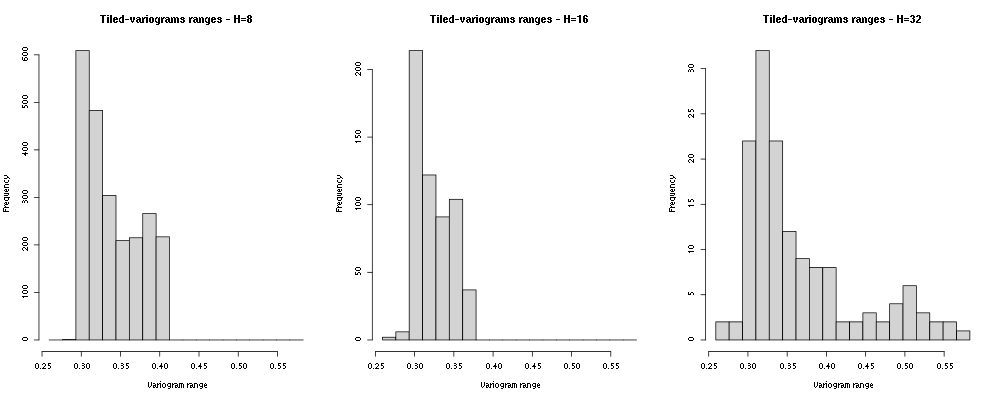 Tiled-variograms ranges - H=8
Tiled-variograms ranges - H=16
Tiled-variograms ranges - H=32
Frequency
600
500
400
300
200
100
0
0.25 0.30 0.35 0.40 0.45 0.50 0.55
Variogram range
Frequency
200
150
100
50
0
0.25 0.30 0.35 0.40 0.45 0.50 0.55
Variogram range
Frequency
30
25
20
15
10
5
0
0.25 0.30 0.35 0.40 0.45 0.50 0.55
Variogram range